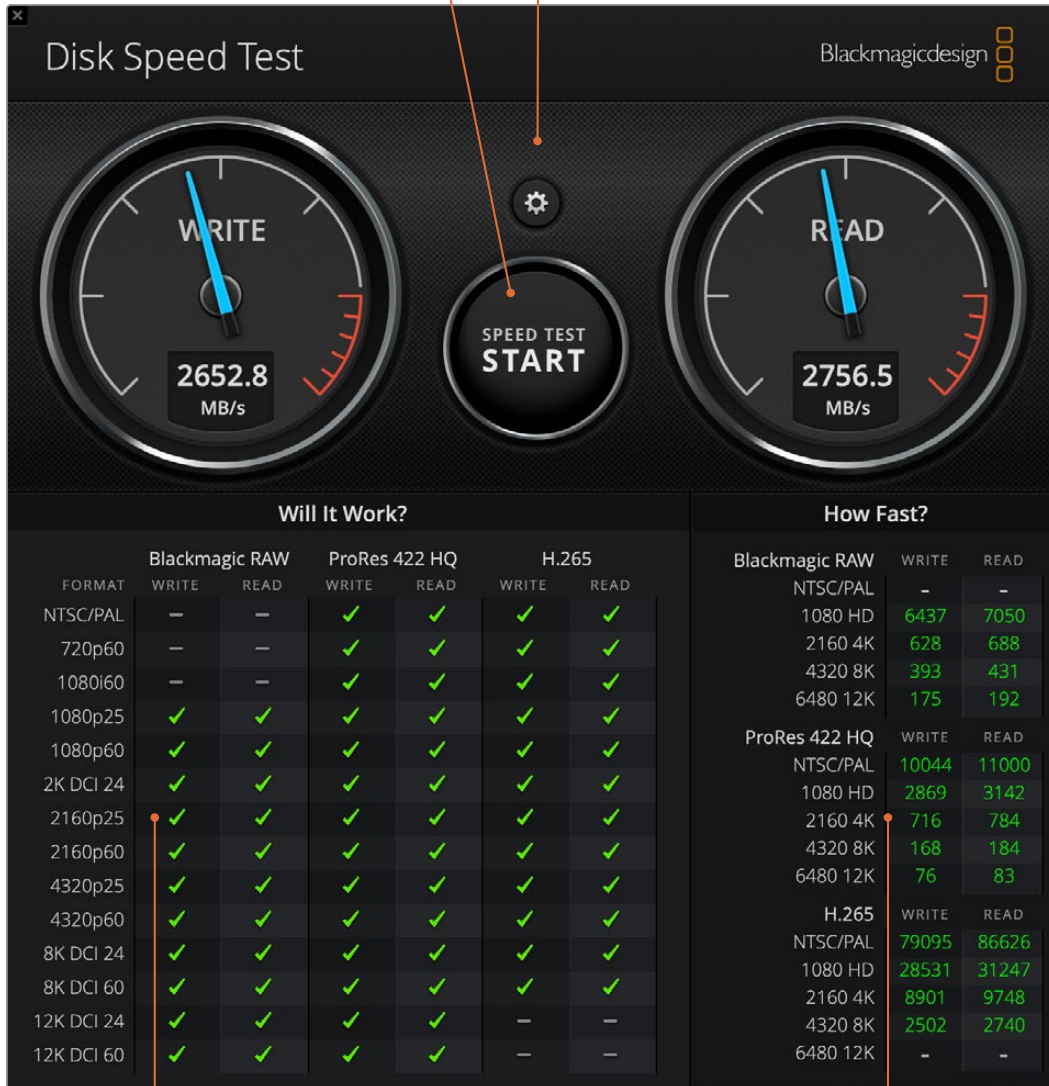 Disk Speed Test
Blackmagicdesign
WRITE
2652.8
MB/s
SPEED TEST
START
READ
2756.5
MB/s
Will It Work?
Blackmagic RAW ProRes 422 HQ H.265
FORMAT WRITE READ WRITE READ WRITE READ
NTSC/PAL – – ✓ ✓ ✓ ✓
720p60 – – ✓ ✓ ✓ ✓
1080i60 – – ✓ ✓ ✓ ✓
1080p25 ✓ ✓ ✓ ✓ ✓ ✓
1080p60 ✓ ✓ ✓ ✓ ✓ ✓
2K DCI 24 ✓ ✓ ✓ ✓ ✓ ✓
2160p25 ✓ ✓ ✓ ✓ ✓ ✓
2160p60 ✓ ✓ ✓ ✓ ✓ ✓
4320p25 ✓ ✓ ✓ ✓ ✓ ✓
4320p60 ✓ ✓ ✓ ✓ ✓ ✓
8K DCI 24 ✓ ✓ ✓ ✓ ✓ ✓
8K DCI 60 ✓ ✓ ✓ ✓ ✓ ✓
12K DCI 24 ✓ ✓ ✓ ✓ – –
12K DCI 60 ✓ ✓ ✓ ✓ – –
How Fast?
Blackmagic RAW WRITE READ
NTSC/PAL - -
1080 HD 6437 7050
2160 4K 628 688
4320 8K 393 431
6480 12K 175 192
ProRes 422 HQ WRITE READ
NTSC/PAL 10044 11000
1080 HD 2869 3142
2160 4K 716 784
4320 8K 168 184
6480 12K 76 83
H.265 WRITE READ
NTSC/PAL 79095 86626
1080 HD 28531 31247
2160 4K 8901 9748
4320 8K 2502 2740
6480 12K - -